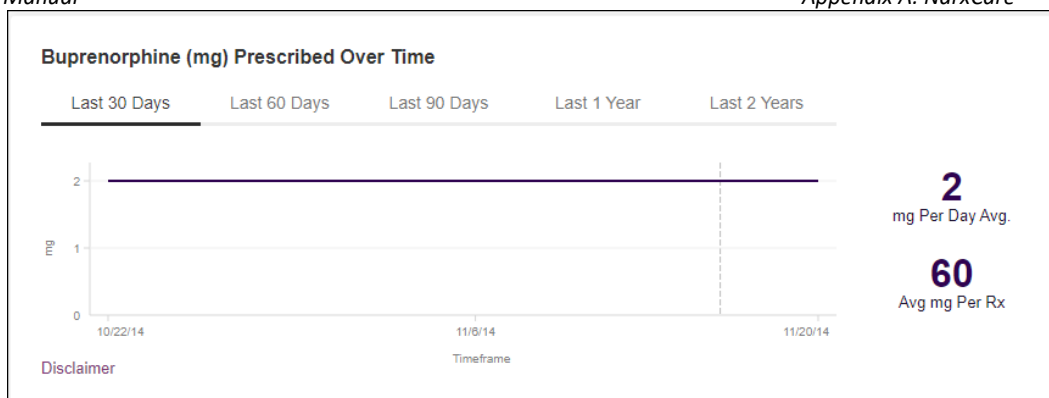 Manual Appendix A: NarxCare
Buprenorphine (mg) Prescribed Over Time
Last 30 Days Last 60 Days Last 90 Days Last 1 Year Last 2 Years
2
mg
1
0
10/22/14 11/6/14 11/20/14
Timeframe
2
mg Per Day Avg.
60
Avg mg Per Rx
Disclaimer